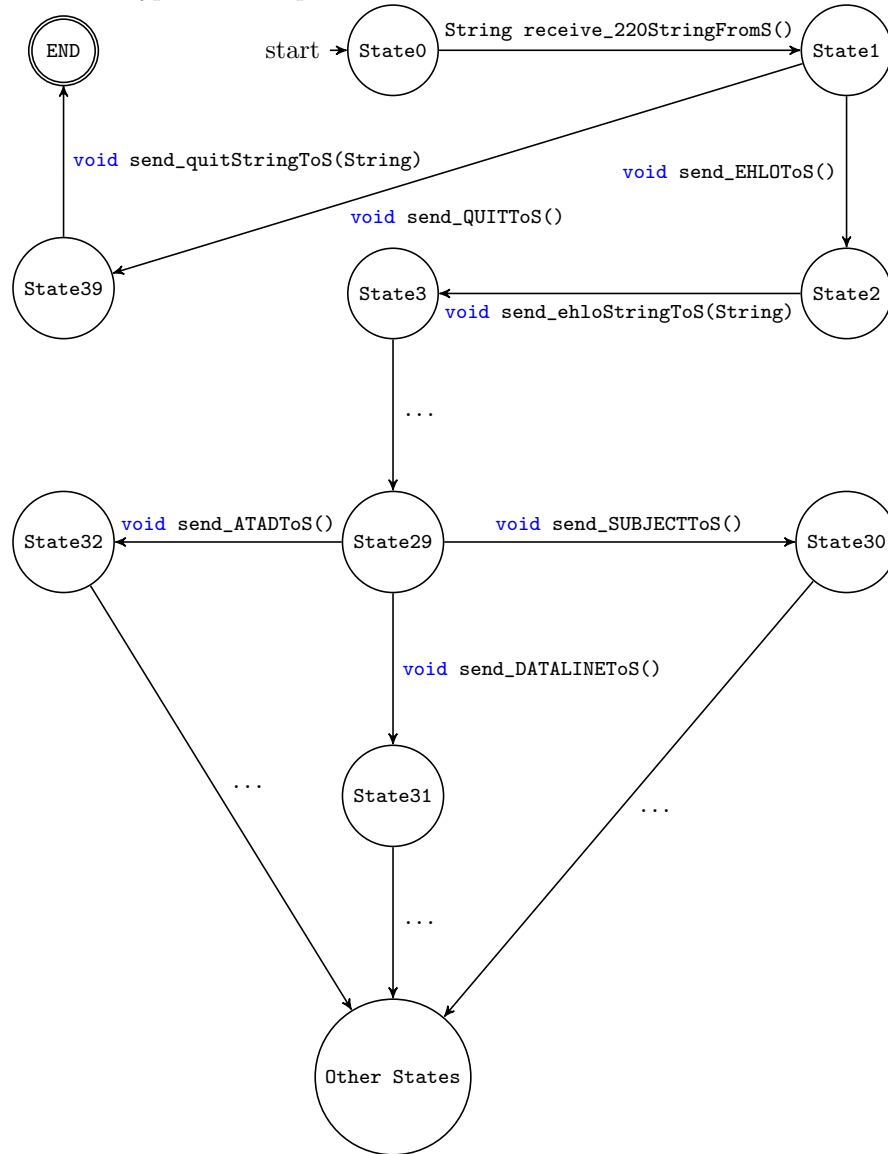 END
start
State0
String receive_220StringFromS()
State1
void send_quitStringToS(String)
void send_EHLOToS()
void send_QUITToS()
State39
State3
State2
void send_ehloStringToS(String)
...
State32
void send_ATADToS()
State29
void send_SUBJECTToS()
State30
void send_DATALINEToS()
...
State31
...
...
Other States